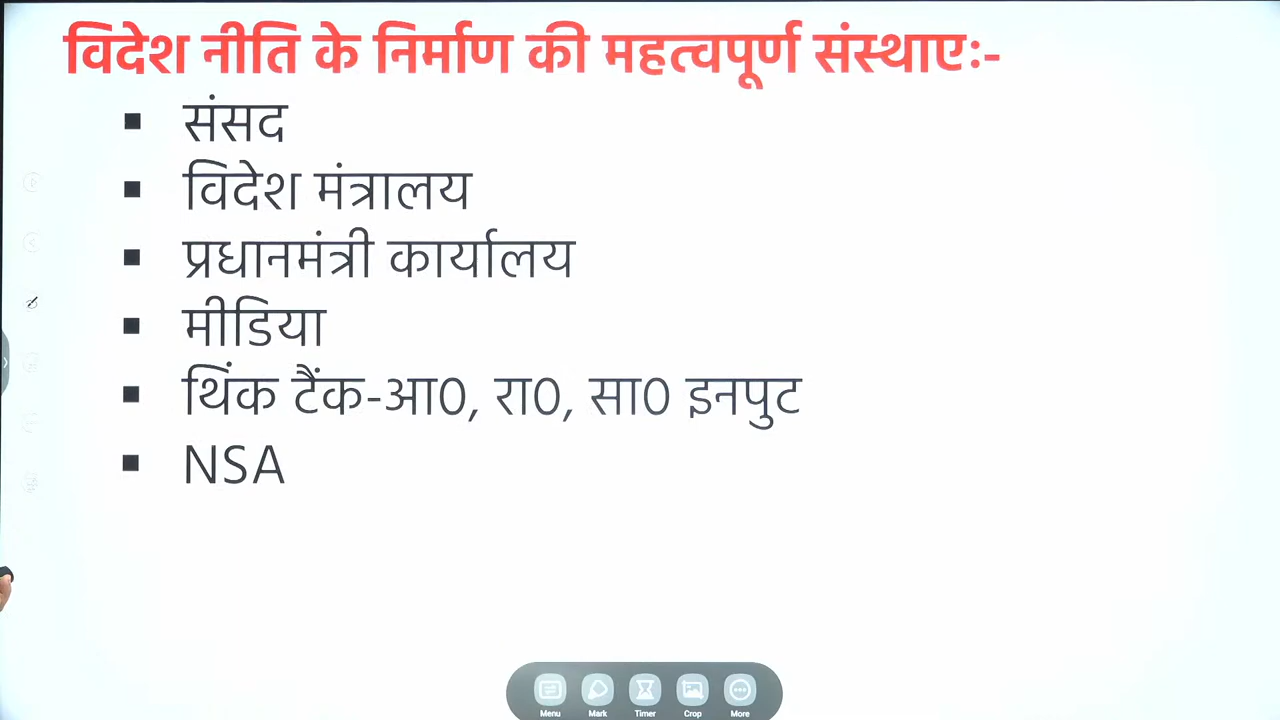 विदेश नीति के निर्माण की महत्वपूर्ण संस्थाएः-
▪ संसद
▪ विदेश मंत्रालय
▪ प्रधानमंत्री कार्यालय
▪ मीडिया
▪ थिंक टैंक-आ0, रा0, सा0 इनपुट
▪ NSA
Menu Mark Timer Crop More